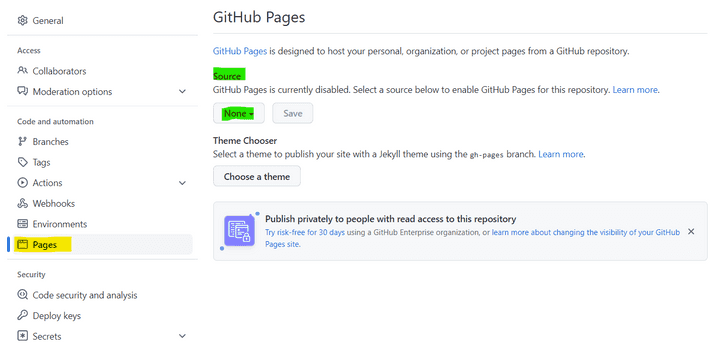 General
Access
Collaborators
Moderation options
Code and automation
Branches
Tags
Actions
Webhooks
Environments
Pages
Security
Code security and analysis
Deploy keys
Secrets
GitHub Pages
GitHub Pages is designed to host your personal, organization, or project pages from a GitHub repository.
Source
GitHub Pages is currently disabled. Select a source below to enable GitHub Pages for this repository. Learn more.
None
Save
Theme Chooser
Select a theme to publish your site with a Jekyll theme using the gh-pages branch. Learn more.
Choose a theme
Publish privately to people with read access to this repository
Try risk-free for 30 days using a GitHub Enterprise organization, or learn more about changing the visibility of your GitHub
Pages site.